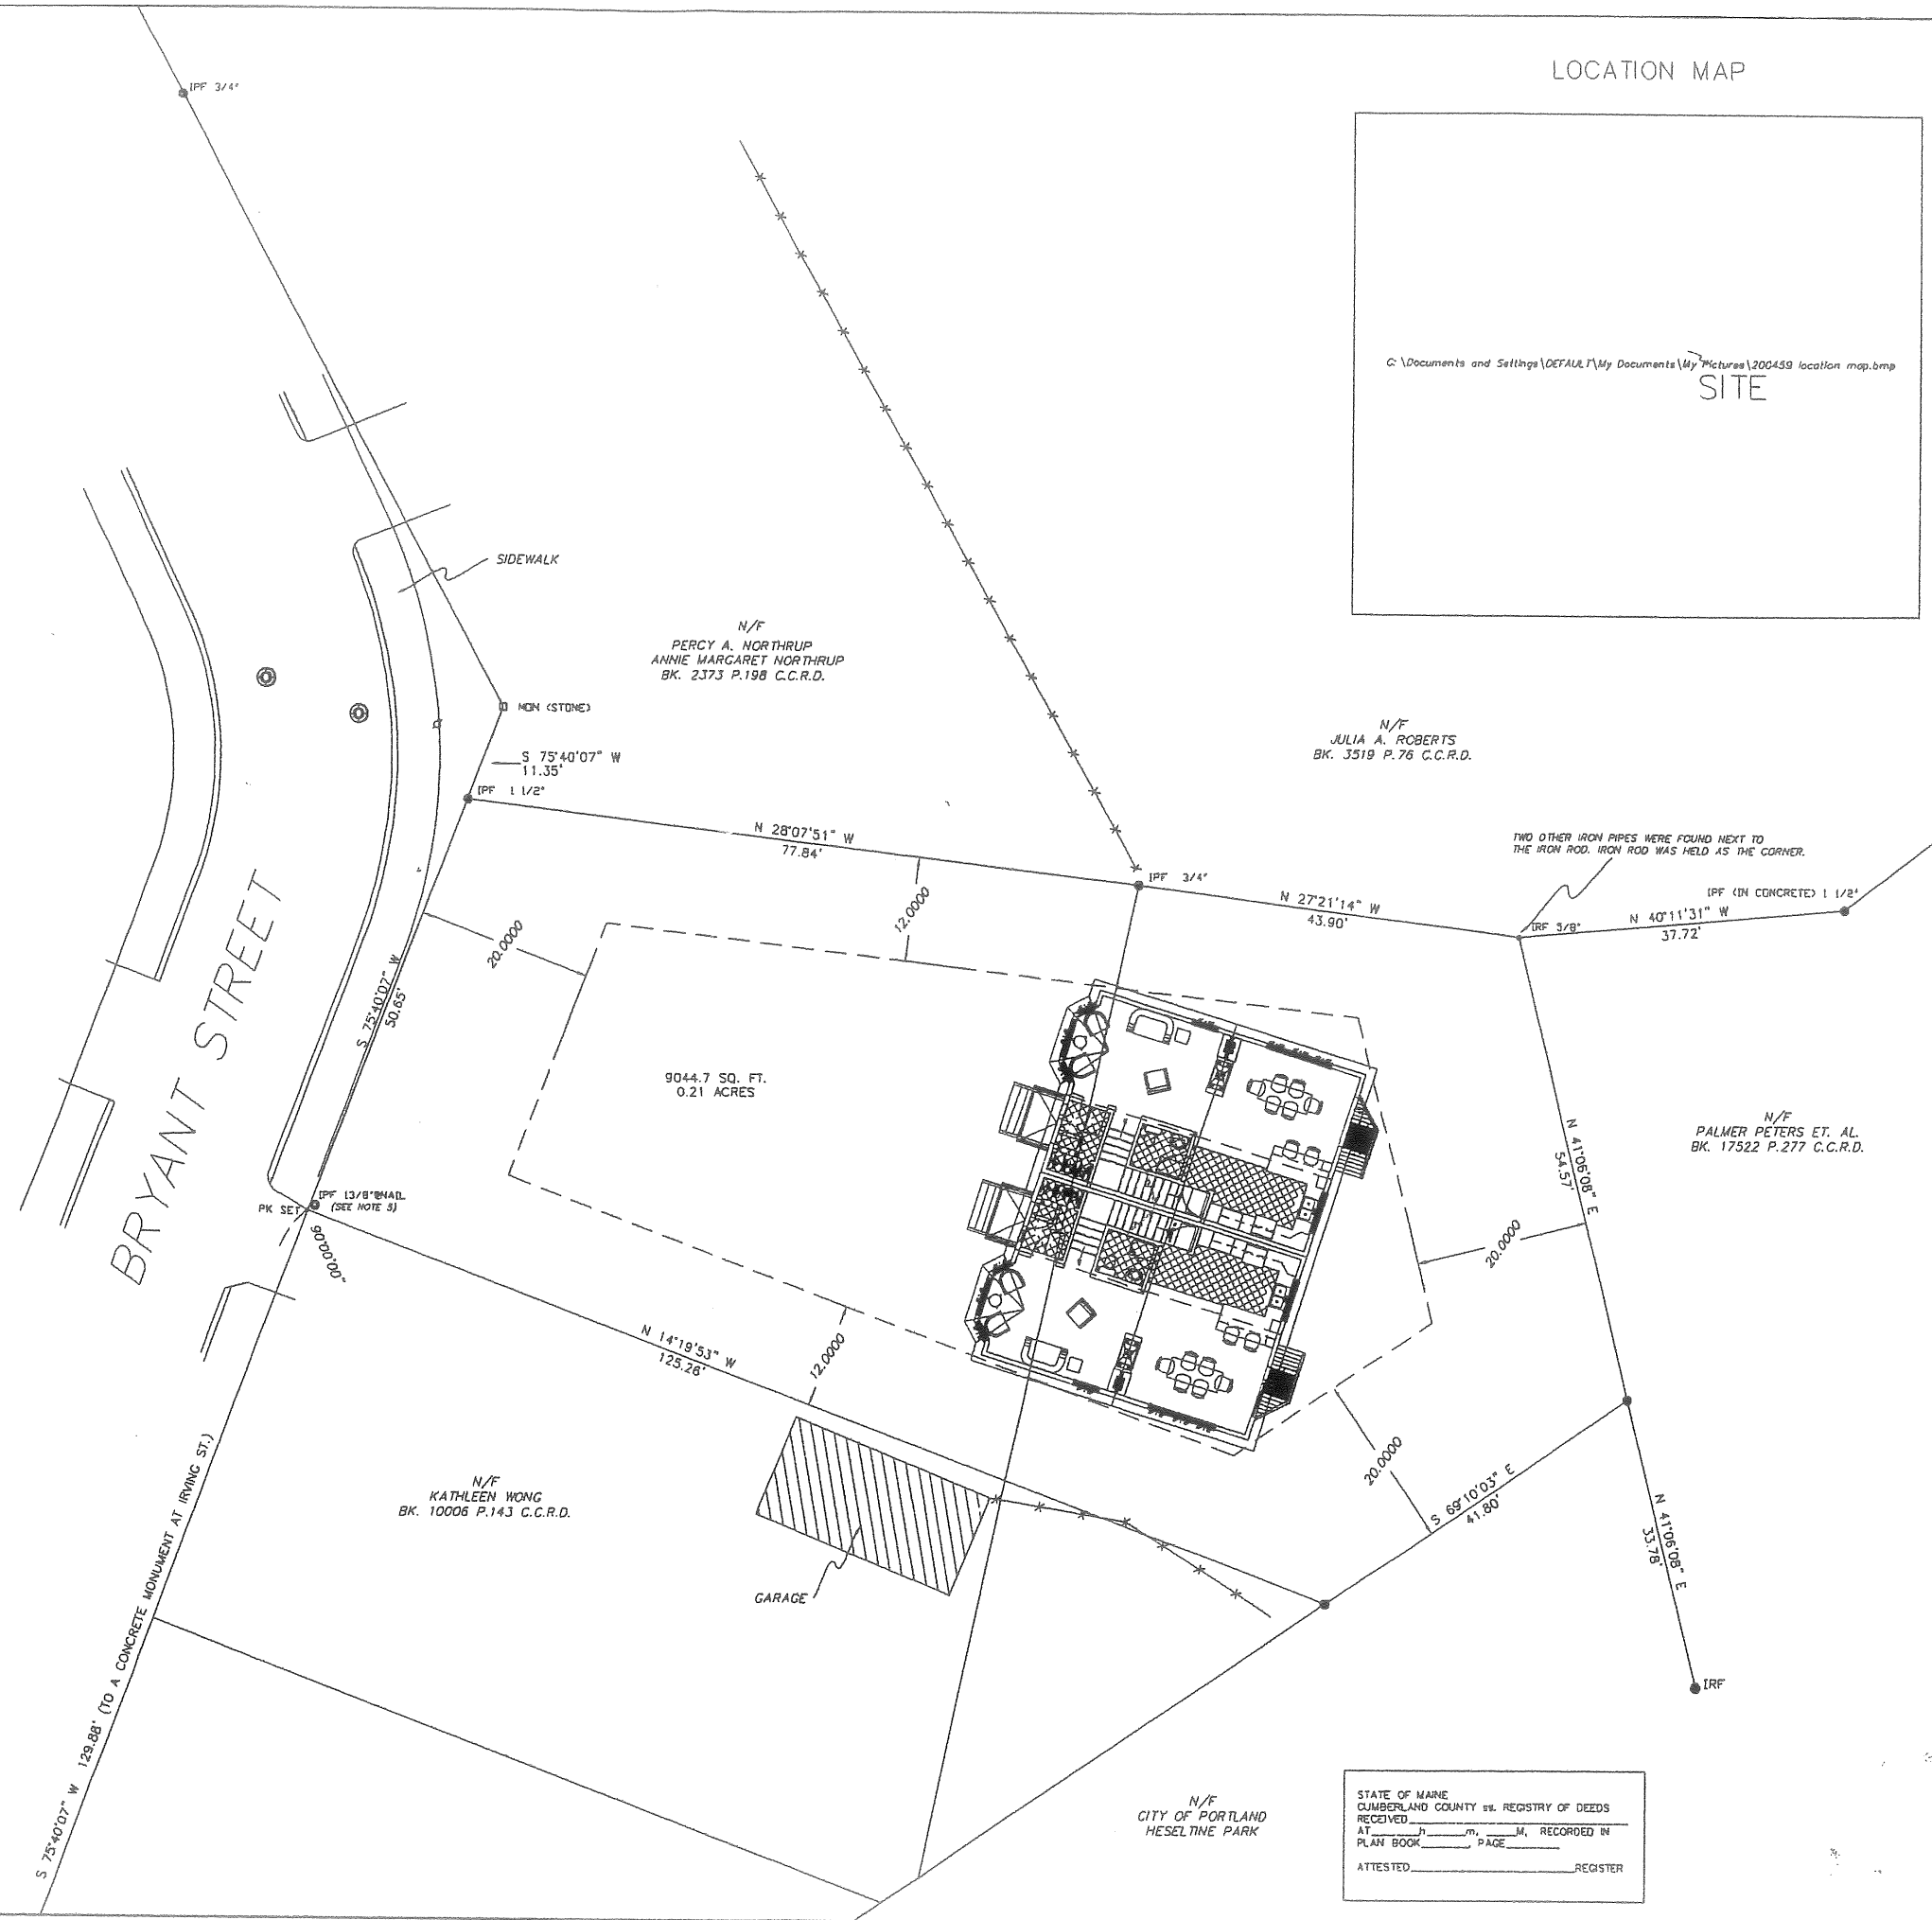 LOCATION MAP
IPF 3/4"
C:\Documents and Settings\DEFAULT\My Documents\My Pictures\200459 location map.bmp
SITE
SIDEWALK
N/F
PERCY A. NORTHRUP
ANNIE MARGARET NORTHRUP
BK. 2373 P.198 C.C.R.D.
MON (STONE)
S 75°40'07" W
11.35'
IPF 1 1/2"
N/F
JULIA A. ROBERTS
BK. 3519 P.76 C.C.R.D.
N 28°07'51" W
77.84'
TWO OTHER IRON PIPES WERE FOUND NEXT TO
THE IRON ROD. IRON ROD WAS HELD AS THE CORNER.
IPF 3/4"
N 27°21'14" W
43.90'
IRF 5/8"
IPF (IN CONCRETE) 1 1/2"
N 40°11'31" W
37.72'
12.0000
20.0000
S 75°40'07" W
50.65'
BRYANT STREET
9044.7 SQ. FT.
0.21 ACRES
N 41°06'08" E
54.57'
N/F
PALMER PETERS ET. AL.
BK. 17522 P.277 C.C.R.D.
20.0000
PK SET
(SEE NOTE 5)
90°00'00"
N 14°19'53" W
125.26'
12.0000
20.0000
S 69°10'03" E
41.80'
N 41°06'08" E
33.78'
N/F
KATHLEEN WONG
BK. 10006 P.143 C.C.R.D.
GARAGE
IRF
S 75°40'07" W 129.88' (TO A CONCRETE MONUMENT AT IRVING ST.)
N/F
CITY OF PORTLAND
HESELTINE PARK
STATE OF MAINE
CUMBERLAND COUNTY ss. REGISTRY OF DEEDS
RECEIVED
AT h m, M, RECORDED IN
PLAN BOOK , PAGE
ATTESTED REGISTER